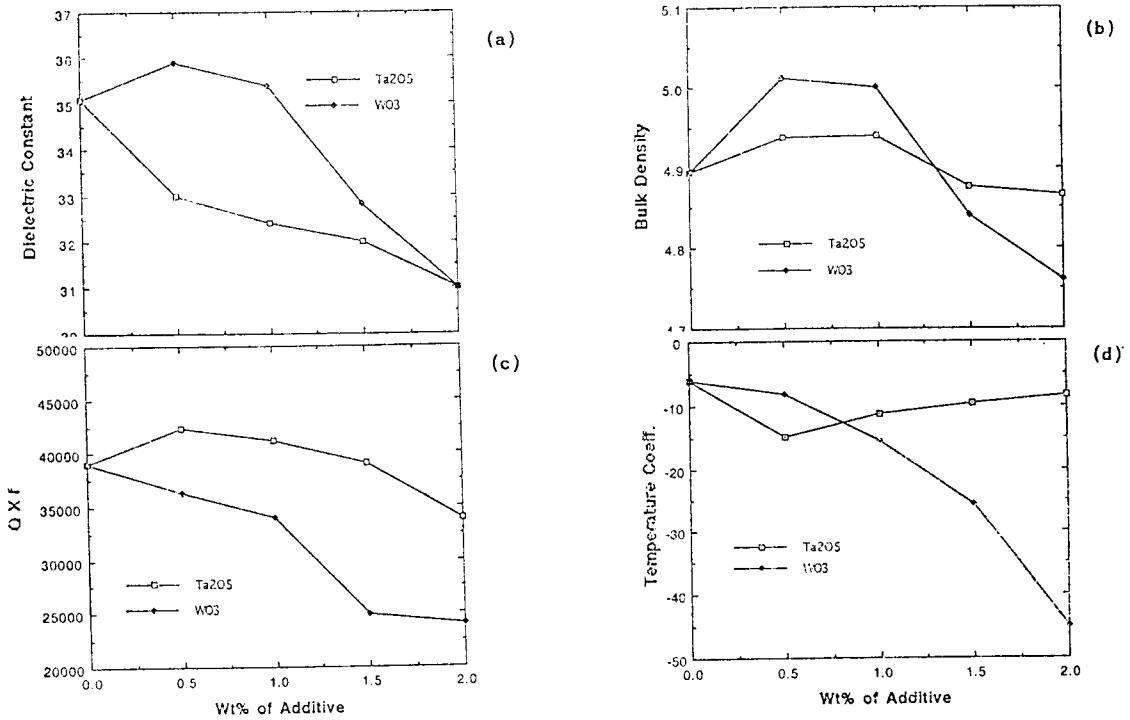 (a)
Dielectric Constant
37
36
35
34
33
32
31
Ta2O5
WO3
(b)
Bulk Density
5.1
5.0
4.9
4.8
4.7
Ta2O5
WO3
(c)
Q X f
50000
45000
40000
35000
30000
25000
20000
Ta2O5
WO3
0.0 0.5 1.0 1.5 2.0
Wt% of Additive
(d)
Temperature Coeff.
0
-10
-20
-30
-40
-50
Ta2O5
WO3
0.0 0.5 1.0 1.5 2.0
Wt% of Additive